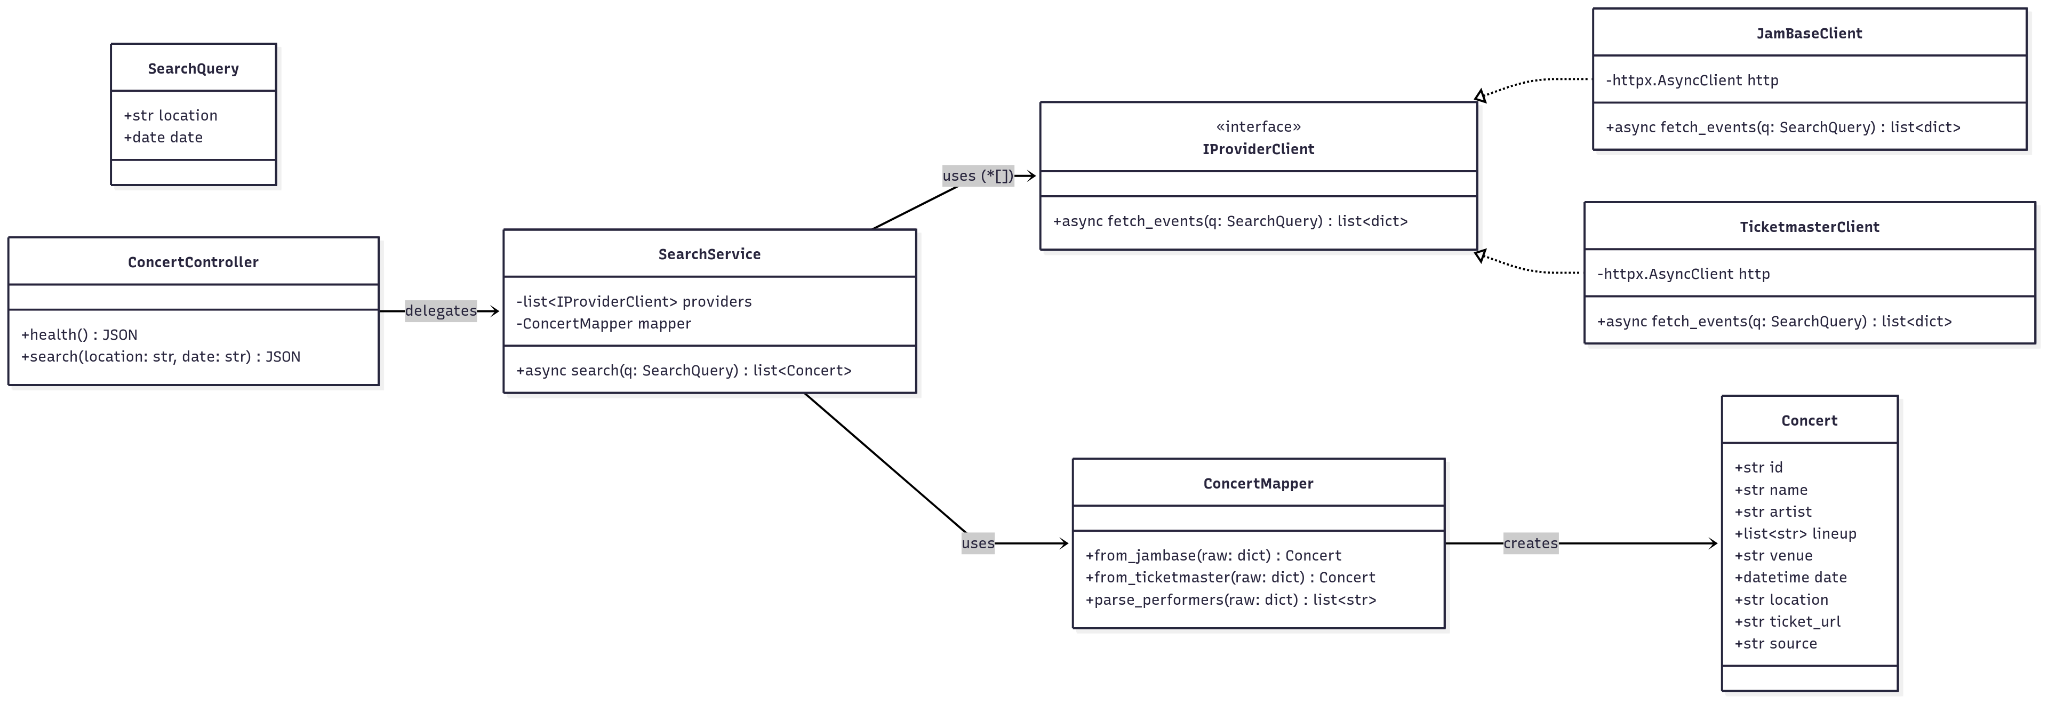 SearchQuery
+str location
+date date
ConcertController
+health() : JSON
+search(location: str, date: str) : JSON
delegates
SearchService
-list<IProviderClient> providers
-ConcertMapper mapper
+async search(q: SearchQuery) : list<Concert>
uses (*[])
uses
«interface»
IProviderClient
+async fetch_events(q: SearchQuery) : list<dict>
ConcertMapper
+from_jambase(raw: dict) : Concert
+from_ticketmaster(raw: dict) : Concert
+parse_performers(raw: dict) : list<str>
creates
JamBaseClient
-httpx.AsyncClient http
+async fetch_events(q: SearchQuery) : list<dict>
TicketmasterClient
-httpx.AsyncClient http
+async fetch_events(q: SearchQuery) : list<dict>
Concert
+str id
+str name
+str artist
+list<str> lineup
+str venue
+datetime date
+str location
+str ticket_url
+str source